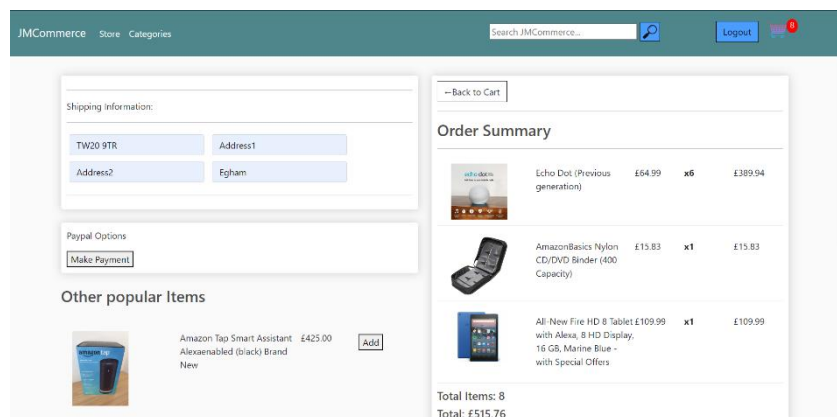 JMCommerce Store Categories
Search JMCommerce...
Logout
8
Shipping Information:
TW20 9TR
Address1
Address2
Egham
Paypal Options
Make Payment
Other popular Items
Amazon Tap Smart Assistant £425.00
Alexaenabled (black) Brand
New
Add
←Back to Cart
Order Summary
echo dot
Echo Dot (Previous £64.99 x6 £389.94
generation)
AmazonBasics Nylon £15.83 x1 £15.83
CD/DVD Binder (400
Capacity)
All-New Fire HD 8 Tablet £109.99 x1 £109.99
with Alexa, 8 HD Display,
16 GB, Marine Blue -
with Special Offers
Total Items: 8
Total: £515.76